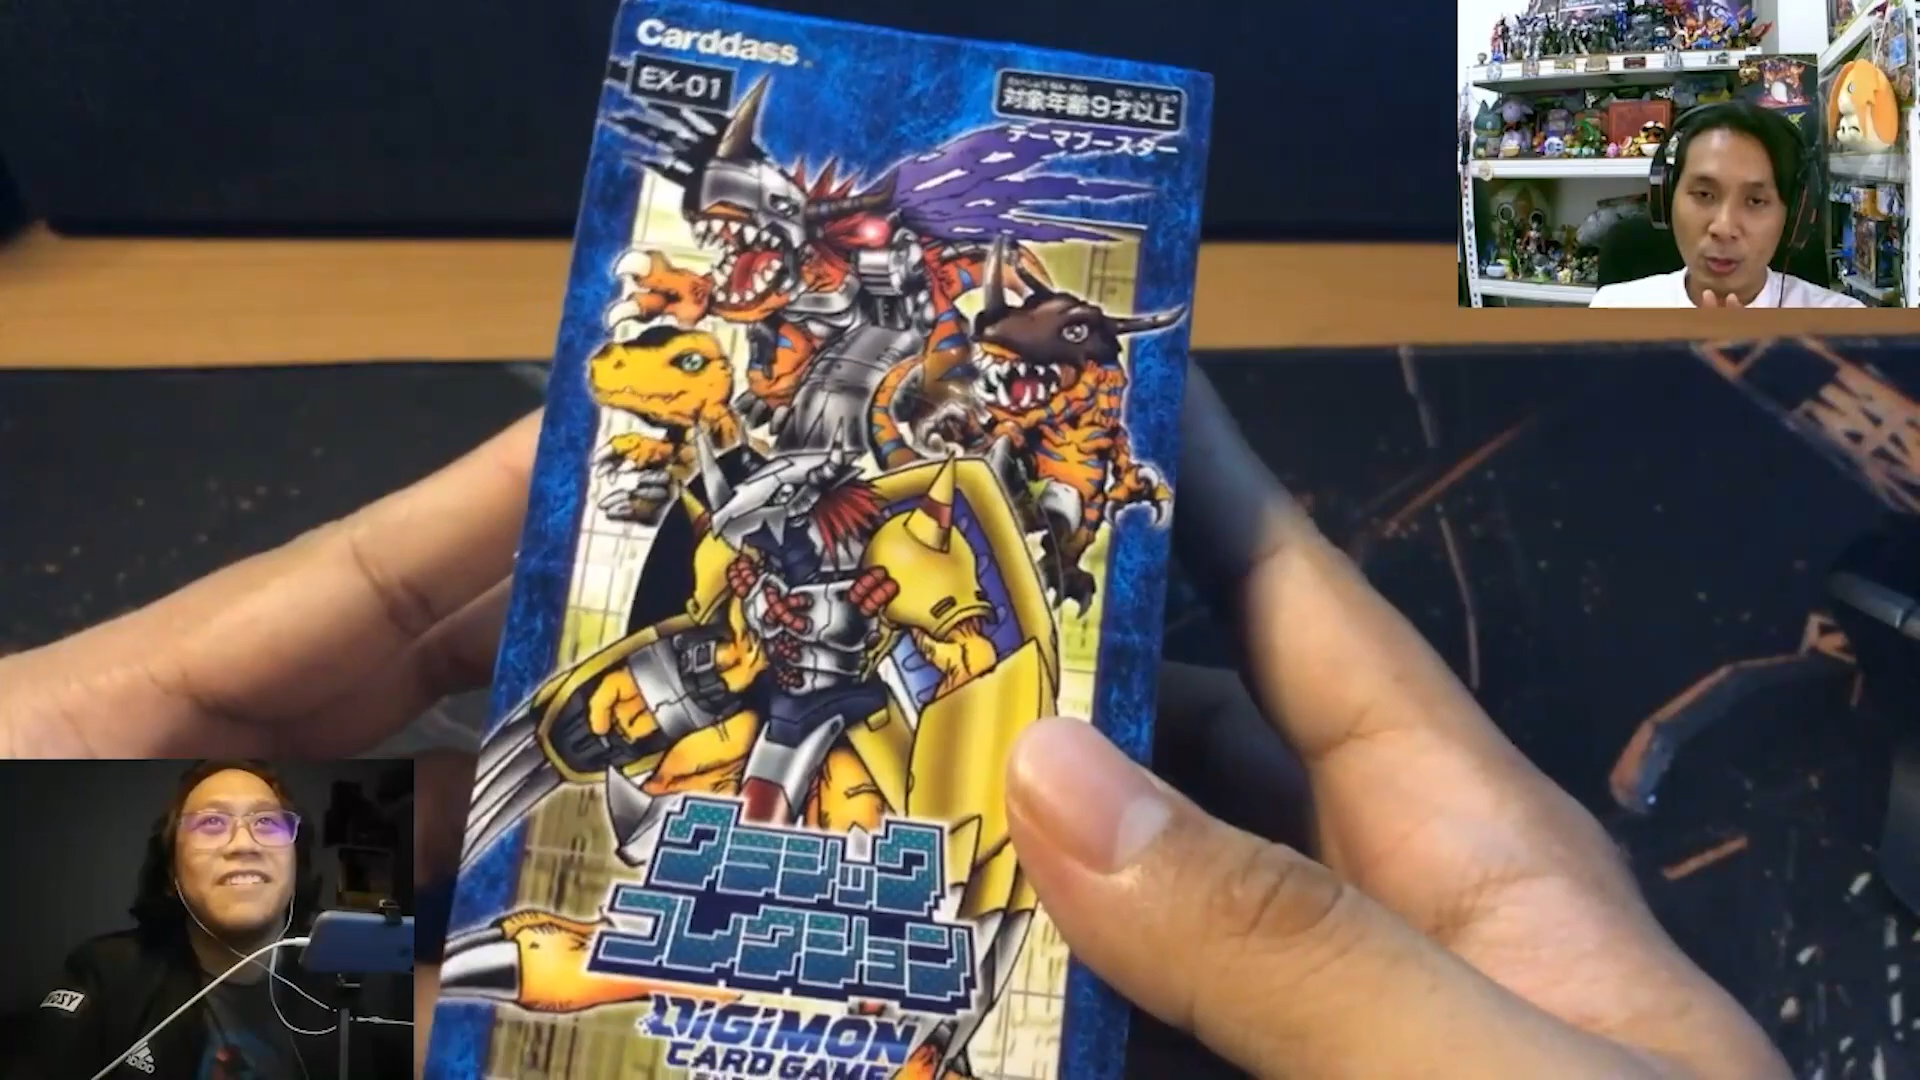 Carddass
EX-01
対象年齢9才以上
テーマブースター
クラシック
コレクション
DIGIMON
CARD GAME
adidas